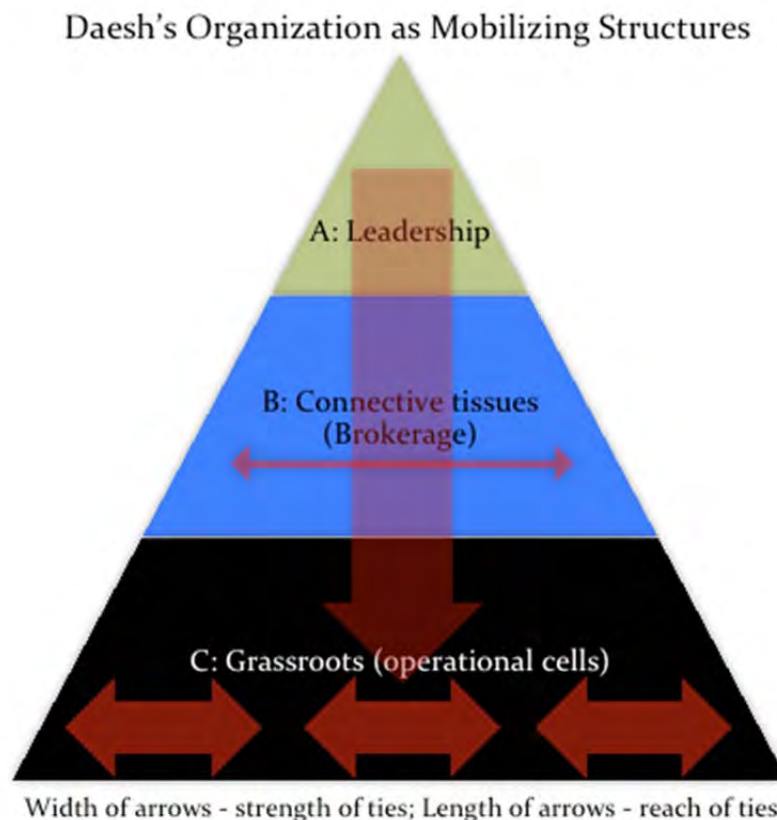 Daesh’s Organization as Mobilizing Structures
A: Leadership
B: Connective tissues
(Brokerage)
C: Grassroots (operational cells)
Width of arrows - strength of ties; Length of arrows - reach of ties